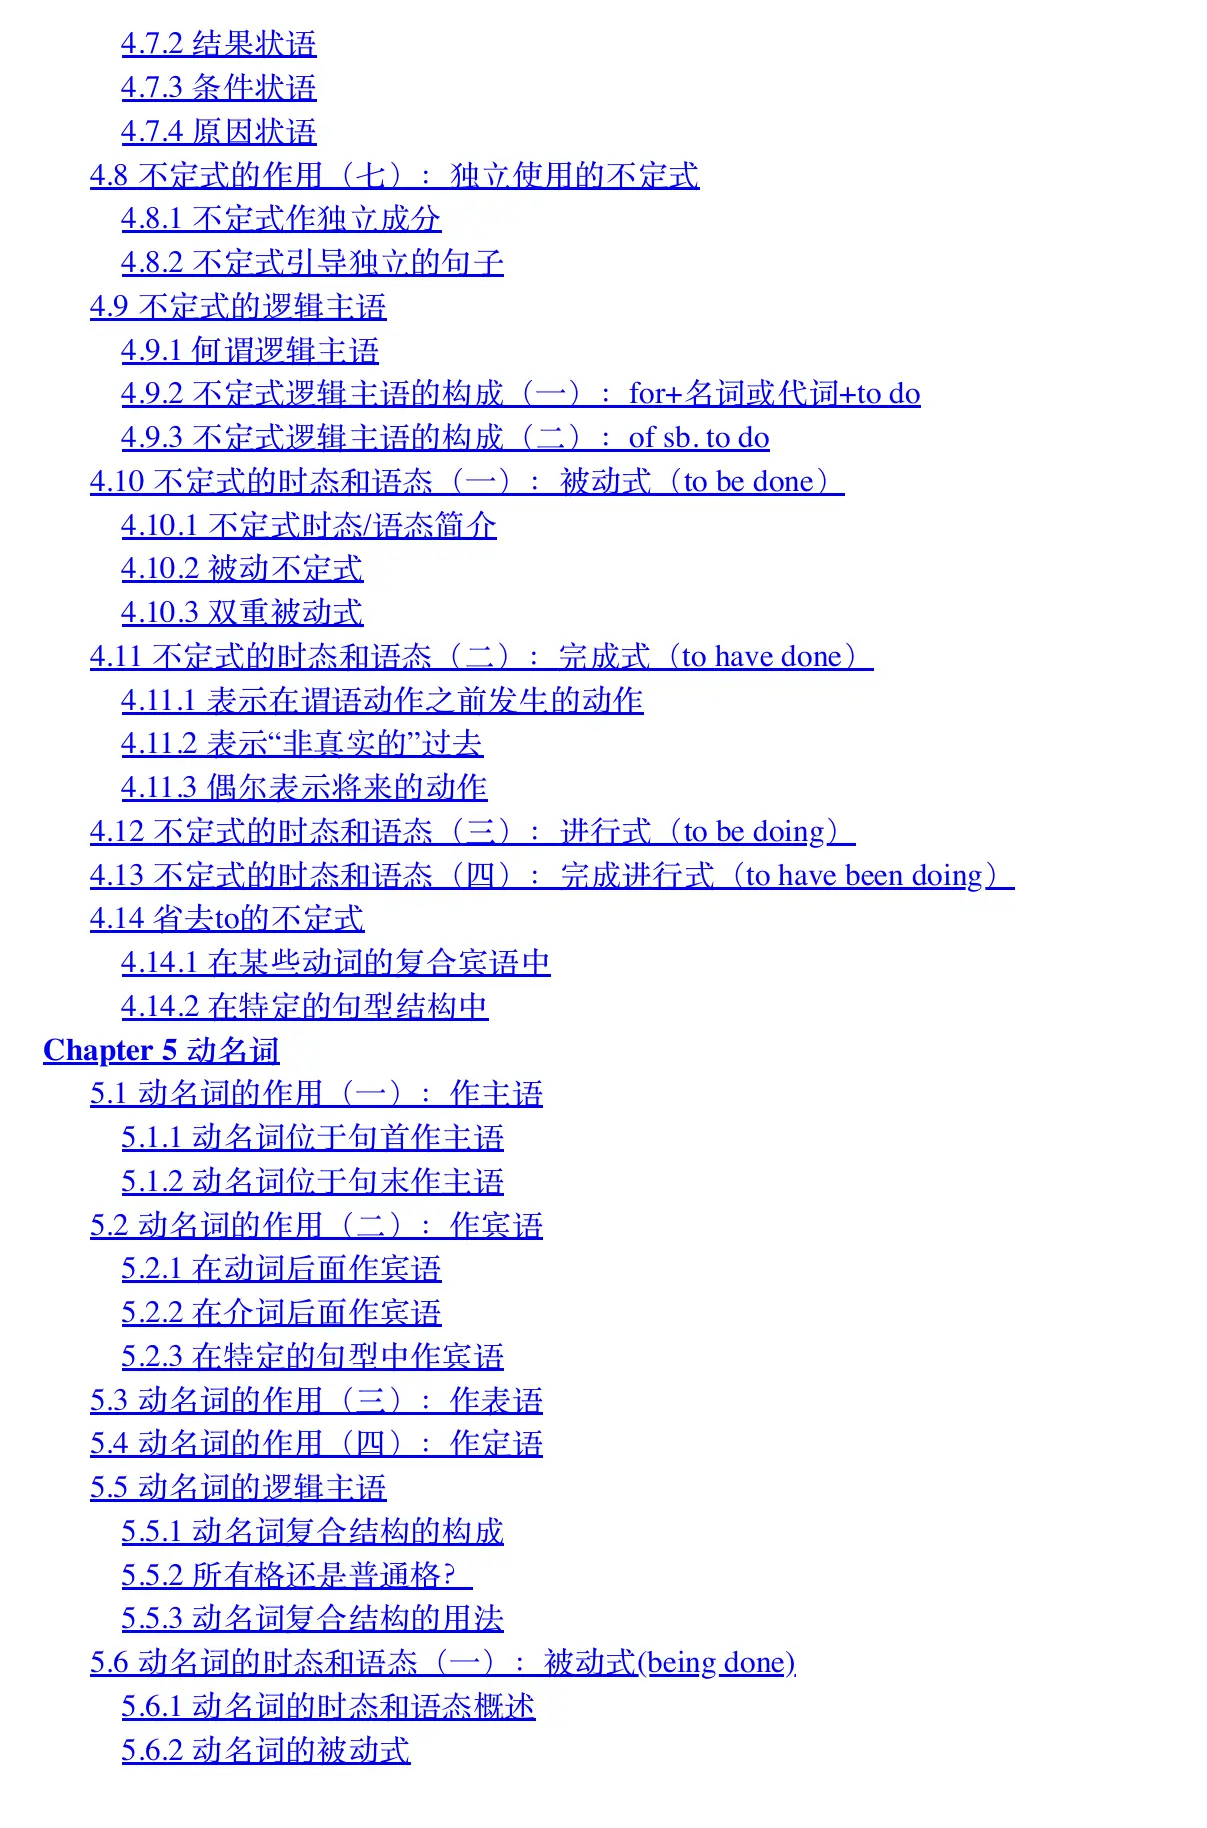 4.7.2 结果状语
4.7.3 条件状语
4.7.4 原因状语
4.8 不定式的作用（七）：独立使用的不定式
4.8.1 不定式作独立成分
4.8.2 不定式引导独立的句子
4.9 不定式的逻辑主语
4.9.1 何谓逻辑主语
4.9.2 不定式逻辑主语的构成（一）：for+名词或代词+to do
4.9.3 不定式逻辑主语的构成（二）：of sb. to do
4.10 不定式的时态和语态（一）：被动式（to be done）
4.10.1 不定式时态/语态简介
4.10.2 被动不定式
4.10.3 双重被动式
4.11 不定式的时态和语态（二）：完成式（to have done）
4.11.1 表示在谓语动作之前发生的动作
4.11.2 表示“非真实的”过去
4.11.3 偶尔表示将来的动作
4.12 不定式的时态和语态（三）：进行式（to be doing）
4.13 不定式的时态和语态（四）：完成进行式（to have been doing）
4.14 省去to的不定式
4.14.1 在某些动词的复合宾语中
4.14.2 在特定的句型结构中
Chapter 5 动名词
5.1 动名词的作用（一）：作主语
5.1.1 动名词位于句首作主语
5.1.2 动名词位于句末作主语
5.2 动名词的作用（二）：作宾语
5.2.1 在动词后面作宾语
5.2.2 在介词后面作宾语
5.2.3 在特定的句型中作宾语
5.3 动名词的作用（三）：作表语
5.4 动名词的作用（四）：作定语
5.5 动名词的逻辑主语
5.5.1 动名词复合结构的构成
5.5.2 所有格还是普通格？
5.5.3 动名词复合结构的用法
5.6 动名词的时态和语态（一）：被动式(being done)
5.6.1 动名词的时态和语态概述
5.6.2 动名词的被动式